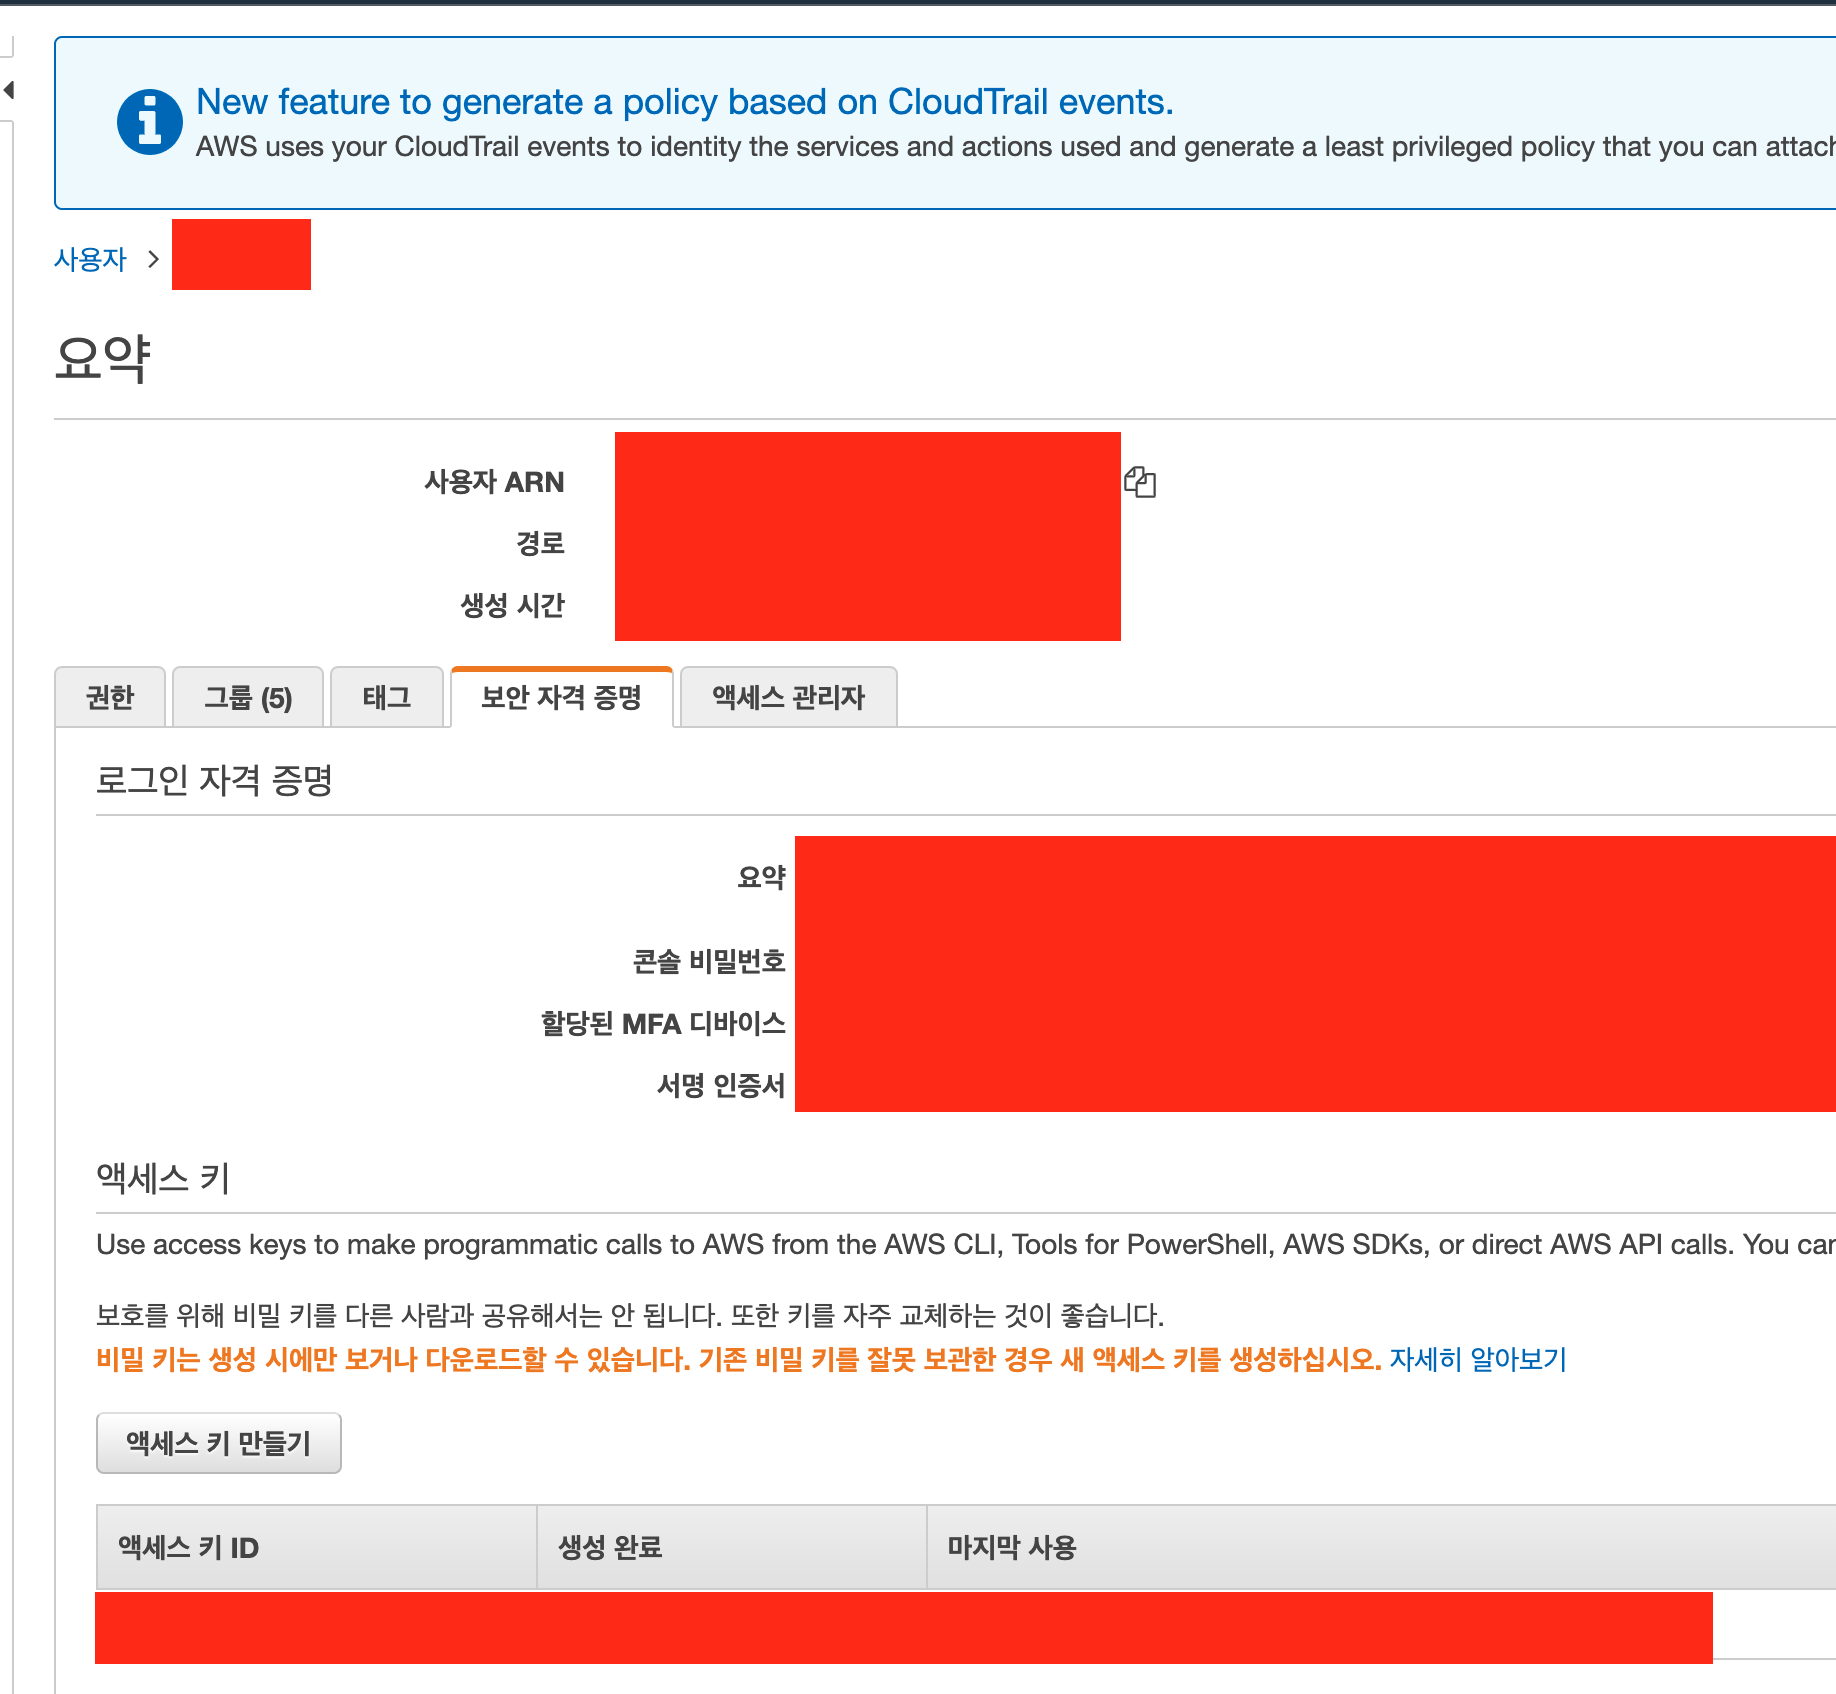 New feature to generate a policy based on CloudTrail events.
AWS uses your CloudTrail events to identity the services and actions used and generate a least privileged policy that you can attach
사용자 >
요약
사용자 ARN
경로
생성 시간
권한 그룹 (5) 태그 보안 자격 증명 액세스 관리자
로그인 자격 증명
요약
콘솔 비밀번호
할당된 MFA 디바이스
서명 인증서
액세스 키
Use access keys to make programmatic calls to AWS from the AWS CLI, Tools for PowerShell, AWS SDKs, or direct AWS API calls. You can
보호를 위해 비밀 키를 다른 사람과 공유해서는 안 됩니다. 또한 키를 자주 교체하는 것이 좋습니다.
비밀 키는 생성 시에만 보거나 다운로드할 수 있습니다. 기존 비밀 키를 잘못 보관한 경우 새 액세스 키를 생성하십시오. 자세히 알아보기
액세스 키 만들기
액세스 키 ID 생성 완료 마지막 사용